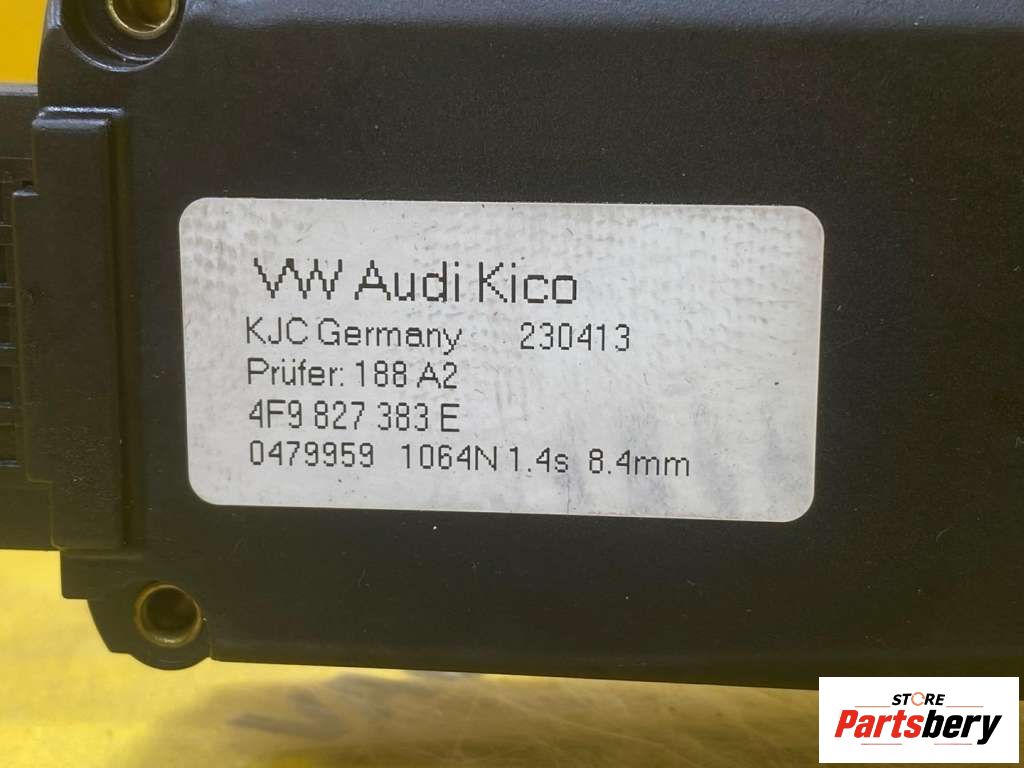 VW Audi Kico
KJC Germany 230413
Prüfer: 188 A2
4F9 827 383 E
0479959 1064N 1.4s 8.4mm
STORE
Partsbery